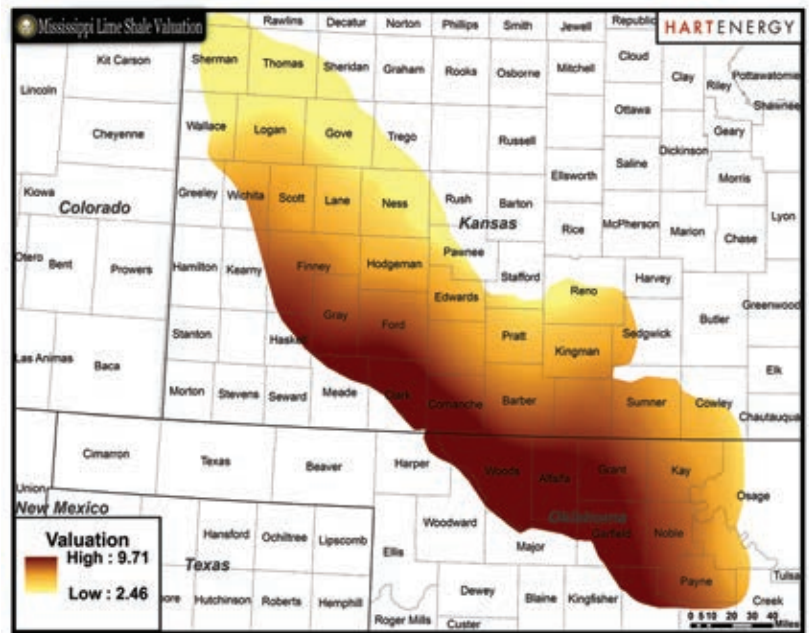 Mississippi Lime Shale Valuation
HARTENERGY
Rawlins Decatur Norton Phillips Smith Jewell Republic
Kit Carson Sherman Thomas Sheridan Graham Rooks Osborne Mitchell Cloud Clay Riley Pottawatomie
Lincoln Shawnee
Cheyenne Wallace Logan Gove Trego Russell Ottawa Geary
Ellsworth Saline Dickinson Morris
Kiowa Greeley Wichita Scott Lane Ness Rush Barton Lyon
Colorado Kansas Rice McPherson Marion Chase
Otero Bent Prowers Hamilton Kearny Finney Hodgeman Pawnee Stafford Reno Harvey
Edwards Butler Greenwood
Gray Ford Pratt Sedgwick
Stanton Haskell Kingman
Las Animas Baca Elk
Morton Stevens Seward Meade Clark Comanche Barber Sumner Cowley Chautauqua
Cimarron Texas Beaver Harper Woods Alfalfa Grant Kay Osage
Union
New Mexico
Woodward Oklahoma Garfield Noble
Valuation
High : 9.71
Low : 2.46
Hansford Ochiltree Lipscomb Ellis Major
Texas Payne Tulsa
Dewey Creek
Hutchinson Roberts Hemphill Blaine Kingfisher
Roger Mills Custer
0 5 10 20 30 40
Miles